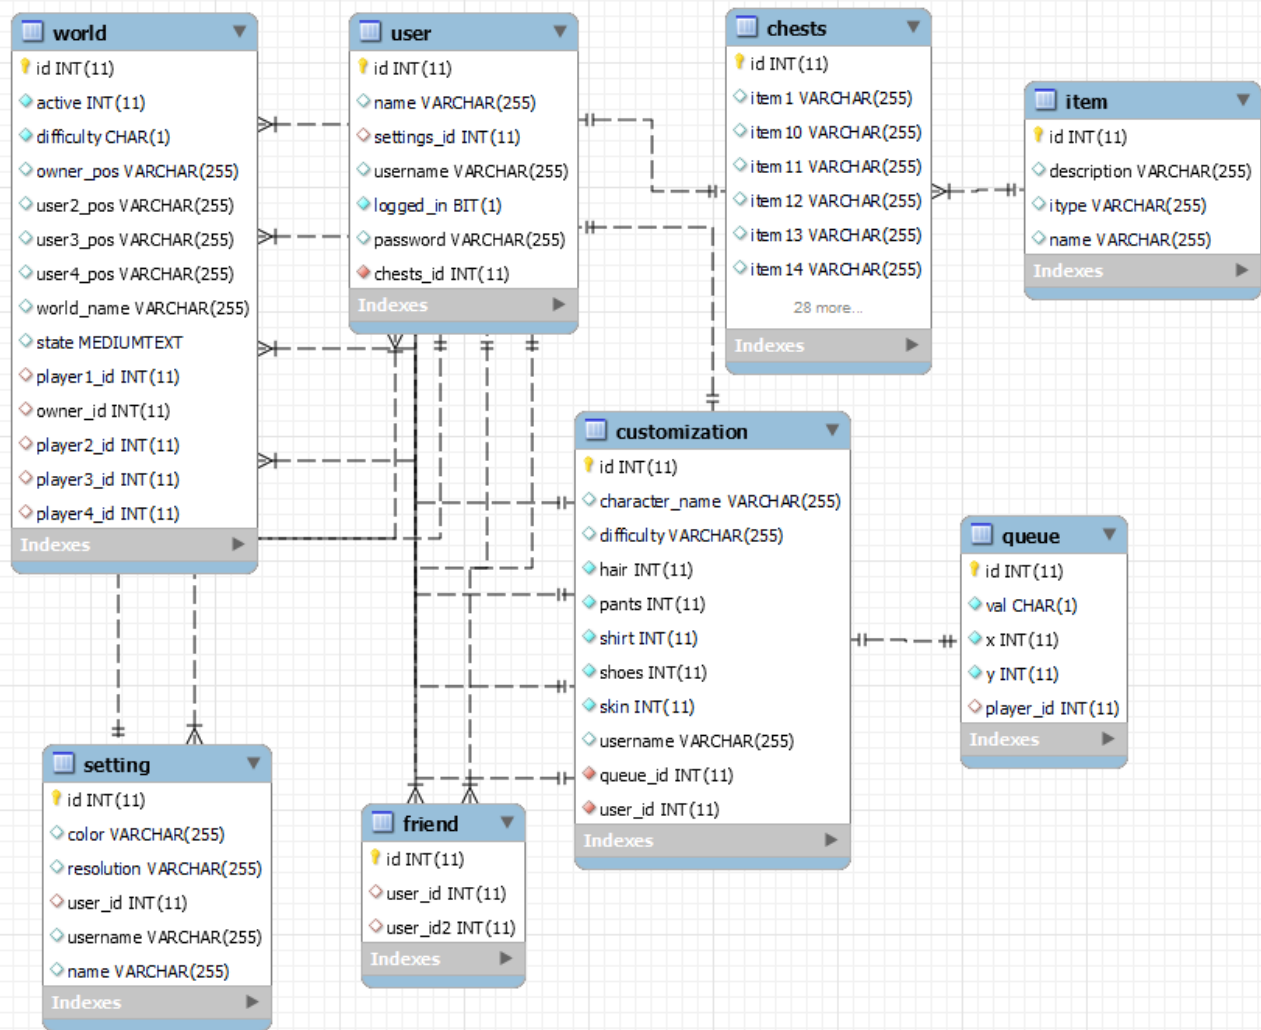 world
id INT(11)
active INT(11)
difficulty CHAR(1)
owner_pos VARCHAR(255)
user2_pos VARCHAR(255)
user3_pos VARCHAR(255)
user4_pos VARCHAR(255)
world_name VARCHAR(255)
state MEDIUMTEXT
player1_id INT(11)
owner_id INT(11)
player2_id INT(11)
player3_id INT(11)
player4_id INT(11)
Indexes
user
id INT(11)
name VARCHAR(255)
settings_id INT(11)
username VARCHAR(255)
logged_in BIT(1)
password VARCHAR(255)
chests_id INT(11)
Indexes
chests
id INT(11)
item1 VARCHAR(255)
item10 VARCHAR(255)
item11 VARCHAR(255)
item12 VARCHAR(255)
item13 VARCHAR(255)
item14 VARCHAR(255)
28 more...
Indexes
item
id INT(11)
description VARCHAR(255)
itype VARCHAR(255)
name VARCHAR(255)
Indexes
customization
id INT(11)
character_name VARCHAR(255)
difficulty VARCHAR(255)
hair INT(11)
pants INT(11)
shirt INT(11)
shoes INT(11)
skin INT(11)
username VARCHAR(255)
queue_id INT(11)
user_id INT(11)
Indexes
queue
id INT(11)
val CHAR(1)
x INT(11)
y INT(11)
player_id INT(11)
Indexes
setting
id INT(11)
color VARCHAR(255)
resolution VARCHAR(255)
user_id INT(11)
username VARCHAR(255)
name VARCHAR(255)
Indexes
friend
id INT(11)
user_id INT(11)
user_id2 INT(11)
Indexes